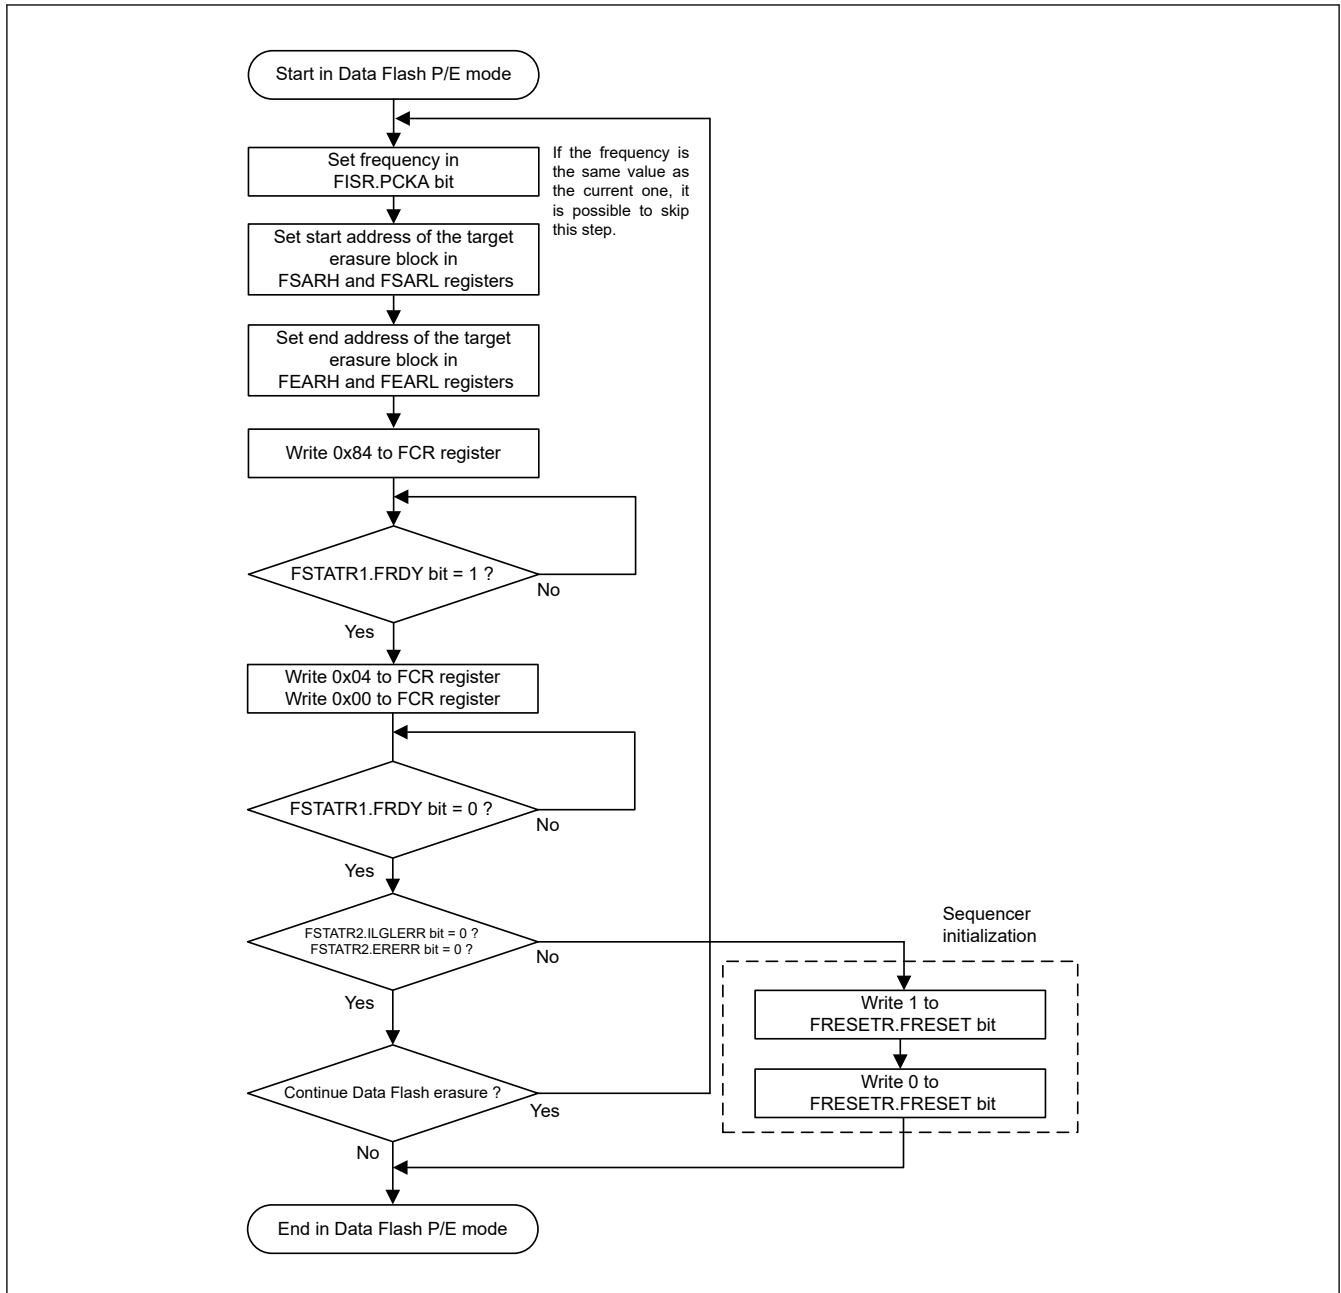 Start in Data Flash P/E mode
Set frequency in
FISR.PCKA bit
If the frequency is
the same value as
the current one, it
is possible to skip
this step.
Set start address of the target
erasure block in
FSARH and FSARL registers
Set end address of the target
erasure block in
FEARH and FEARL registers
Write 0x84 to FCR register
FSTATR1.FRDY bit = 1 ?
No
Yes
Write 0x04 to FCR register
Write 0x00 to FCR register
FSTATR1.FRDY bit = 0 ?
No
Yes
FSTATR2.ILGLERR bit = 0 ?
FSTATR2.ERERR bit = 0 ?
No
Yes
Sequencer
initialization
Write 1 to
FRESETR.FRESET bit
Write 0 to
FRESETR.FRESET bit
Continue Data Flash erasure ?
Yes
No
End in Data Flash P/E mode